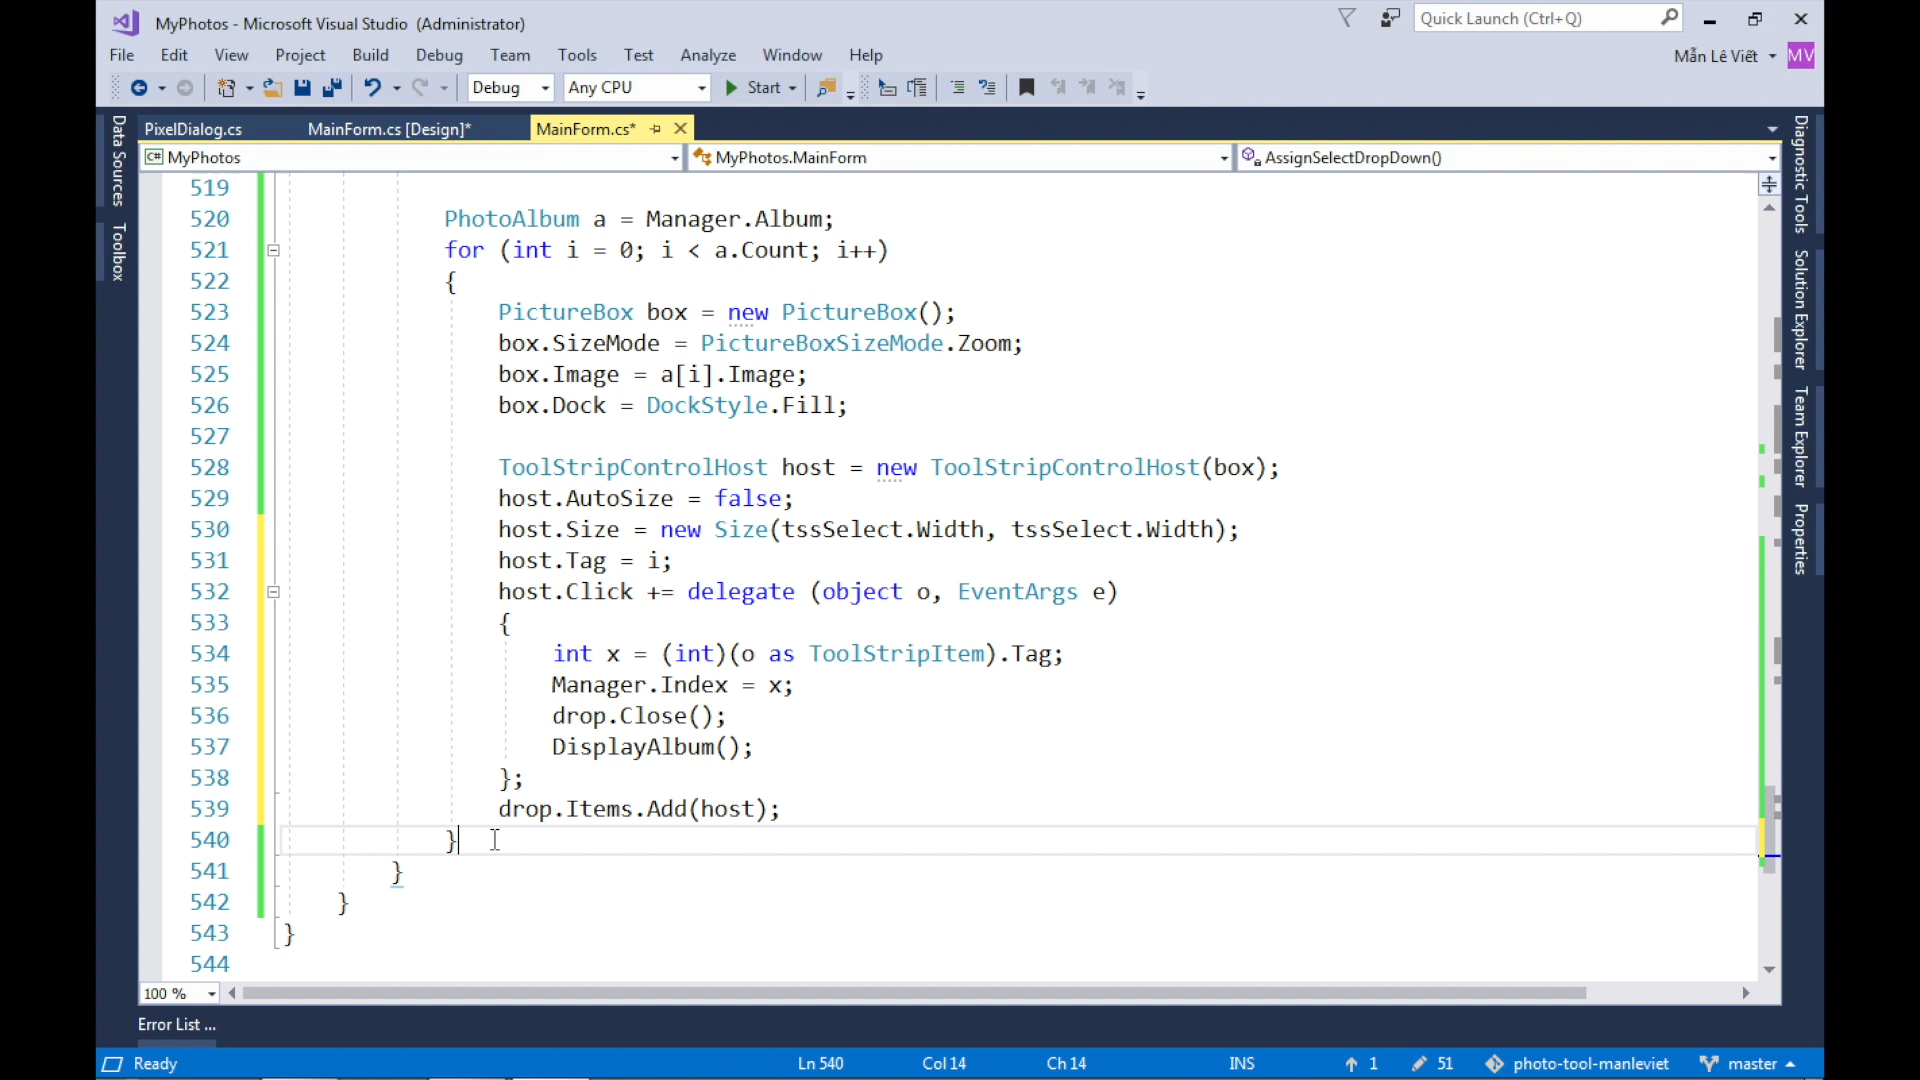 MyPhotos - Microsoft Visual Studio (Administrator)
Quick Launch (Ctrl+Q)
File Edit View Project Build Debug Team Tools Test Analyze Window Help
Mẫn Lê Viết MV
Debug Any CPU Start
PixelDialog.cs MainForm.cs [Design]* MainForm.cs*
C# MyPhotos MyPhotos.MainForm AssignSelectDropDown()
Data Sources
Toolbox
Diagnostic Tools
Solution Explorer
Team Explorer
Properties
519
520 PhotoAlbum a = Manager.Album;
521 for (int i = 0; i < a.Count; i++)
522 {
523 PictureBox box = new PictureBox();
524 box.SizeMode = PictureBoxSizeMode.Zoom;
525 box.Image = a[i].Image;
526 box.Dock = DockStyle.Fill;
527
528 ToolStripControlHost host = new ToolStripControlHost(box);
529 host.AutoSize = false;
530 host.Size = new Size(tssSelect.Width, tssSelect.Width);
531 host.Tag = i;
532 host.Click += delegate (object o, EventArgs e)
533 {
534 int x = (int)(o as ToolStripItem).Tag;
535 Manager.Index = x;
536 drop.Close();
537 DisplayAlbum();
538 };
539 drop.Items.Add(host);
540 }
541 }
542 }
543 }
544
100 %
Error List ...
Ready Ln 540 Col 14 Ch 14 INS 1 51 photo-tool-manleviet master